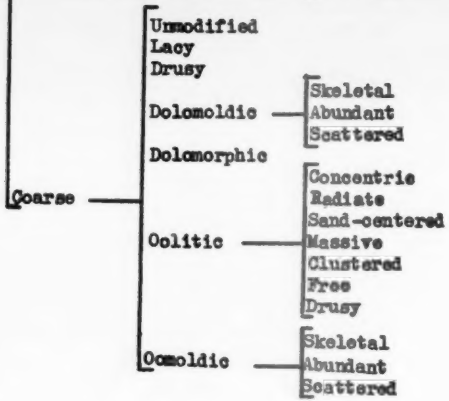 Unmodified
Lacy
Drusy
Dolomoldic
Skeletal
Abundant
Scattered
Dolomorphic
Coarse
Oolitic
Concentric
Radiate
Sand-centered
Massive
Clustered
Free
Drusy
Oomoldic
Skeletal
Abundant
Scattered